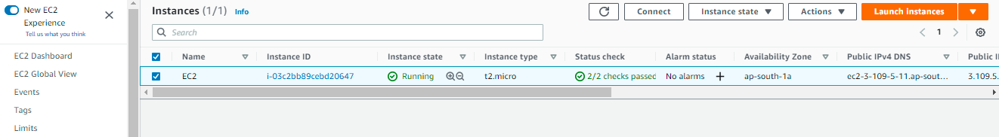 New EC2
Experience
Tell us what you think
EC2 Dashboard
EC2 Global View
Events
Tags
Limits
Instances (1/1) Info
Connect Instance state Actions Launch instances
Search
1
Name Instance ID Instance state Instance type Status check Alarm status Availability Zone Public IPv4 DNS Public IP
EC2 i-03c2bb89cebd20647 Running t2.micro 2/2 checks passed No alarms ap-south-1a ec2-3-109-5-11.ap-sout... 3.109.5.